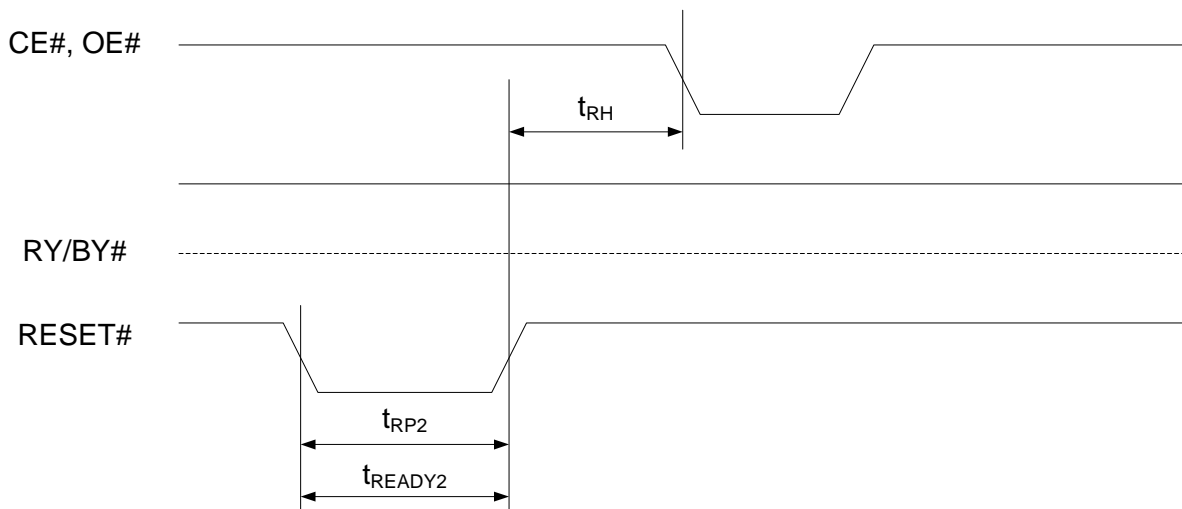 CE#, OE#
tRH
RY/BY#
RESET#
tRP2
tREADY2